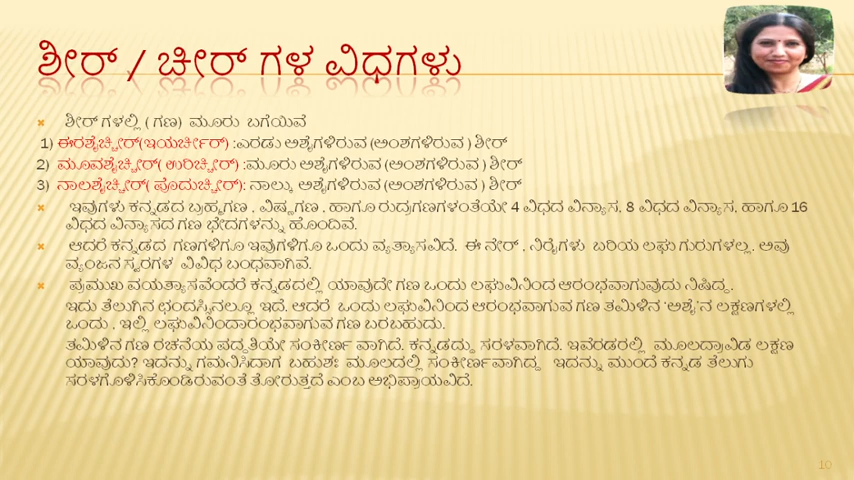 ಶೀರ್ / ಚೀರ್ ಗಳ ವಿಧಗಳು
ಶೀರ್ ಗಳಲ್ಲಿ ( ಗಣ) ಮೂರು ಬಗೆಯಿವೆ
1) ಈರಶೈಚ್ಚೀರ್(ಇಯರ್ಚೀರ್) :ಎರಡು ಅಶೈಗಳಿರುವ (ಅಂಶಗಳಿರುವ ) ಶೀರ್
2) ಮೂವಶೈಚ್ಚೀರ್( ಉರಿಚ್ಚೀರ್) :ಮೂರು ಅಶೈಗಳಿರುವ (ಅಂಶಗಳಿರುವ ) ಶೀರ್
3) ನಾಲಶೈಚ್ಚೀರ್( ಪೊದುಚ್ಚೀರ್): ನಾಲ್ಕು ಅಶೈಗಳಿರುವ (ಅಂಶಗಳಿರುವ ) ಶೀರ್
ಇವುಗಳು ಕನ್ನಡದ ಬ್ರಹ್ಮಗಣ , ವಿಷ್ಣುಗಣ , ಹಾಗೂ ರುದ್ರಗಣಗಳಂತೆಯೇ 4 ವಿಧದ ವಿನ್ಯಾಸ, 8 ವಿಧದ ವಿನ್ಯಾಸ, ಹಾಗೂ 16
ವಿಧದ ವಿನ್ಯಾಸದ ಗಣ ಭೇದಗಳನ್ನು ಹೊಂದಿವೆ.
ಆದರೆ ಕನ್ನಡದ ಗಣಗಳಿಗೂ ಇವುಗಳಿಗೂ ಒಂದು ವ್ಯತ್ಯಾಸವಿದೆ. ಈ ನೇರ್ , ನಿರೈಗಳು ಬರಿಯ ಲಘು ಗುರುಗಳಲ್ಲ. ಅವು
ವ್ಯಂಜನ ಸ್ವರಗಳ ವಿವಿಧ ಬಂಧವಾಗಿವೆ.
ಪ್ರಮುಖ ವಯತ್ಯಾಸವೆಂದರೆ ಕನ್ನಡದಲ್ಲಿ ಯಾವುದೇ ಗಣ ಒಂದು ಲಘುವಿನಿಂದ ಆರಂಭವಾಗುವುದು ನಿಷಿದ್ಧ.
ಇದು ತೆಲುಗಿನ ಛಂದಸ್ಸಿನಲ್ಲೂ ಇದೆ. ಆದರೆ ಒಂದು ಲಘುವಿನಿಂದ ಆರಂಭವಾಗುವ ಗಣ ತಮಿಳಿನ 'ಅಶೈ'ನ ಲಕ್ಷಣಗಳಲ್ಲಿ
ಒಂದು , ಇಲ್ಲಿ ಲಘುವಿನಿಂದಾರಂಭವಾಗುವ ಗಣ ಬರಬಹುದು.
ತಮಿಳಿನ ಗಣ ರಚನೆಯ ಪದ್ಧತಿಯೇ ಸಂಕೀರ್ಣ ವಾಗಿದೆ. ಕನ್ನಡದ್ದು ಸರಳವಾಗಿದೆ. ಇವೆರಡರಲ್ಲಿ ಮೂಲದ್ರಾವಿಡ ಲಕ್ಷಣ
ಯಾವುದು? ಇದನ್ನು ಗಮನಿಸಿದಾಗ ಬಹುಶಃ ಮೂಲದಲ್ಲಿ ಸಂಕೀರ್ಣವಾಗಿದ್ದ ಇದನ್ನು ಮುಂದೆ ಕನ್ನಡ ತೆಲುಗು
ಸರಳಗೊಳಿಸಿಕೊಂಡಿರುವಂತೆ ತೋರುತ್ತದೆ ಎಂಬ ಅಭಿಪ್ರಾಯವಿದೆ.
10